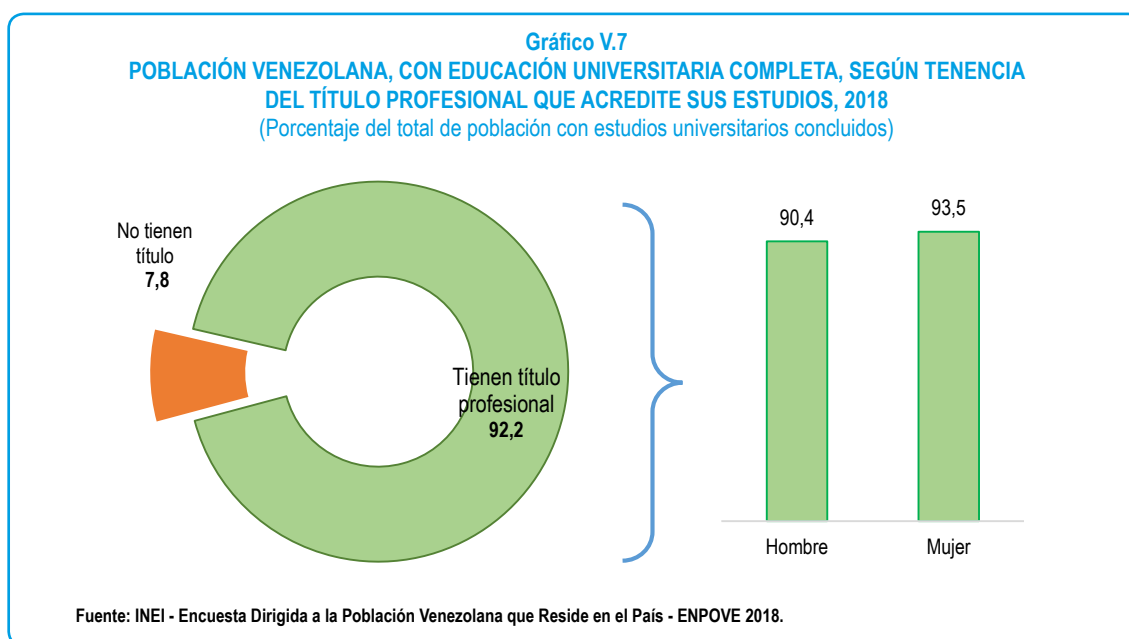 Gráfico V.7
POBLACIÓN VENEZOLANA, CON EDUCACIÓN UNIVERSITARIA COMPLETA, SEGÚN TENENCIA
DEL TÍTULO PROFESIONAL QUE ACREDITE SUS ESTUDIOS, 2018
(Porcentaje del total de población con estudios universitarios concluidos)
No tienen
título
7,8
Tienen título
profesional
92,2
90,4
93,5
Hombre
Mujer
Fuente: INEI - Encuesta Dirigida a la Población Venezolana que Reside en el País - ENPOVE 2018.